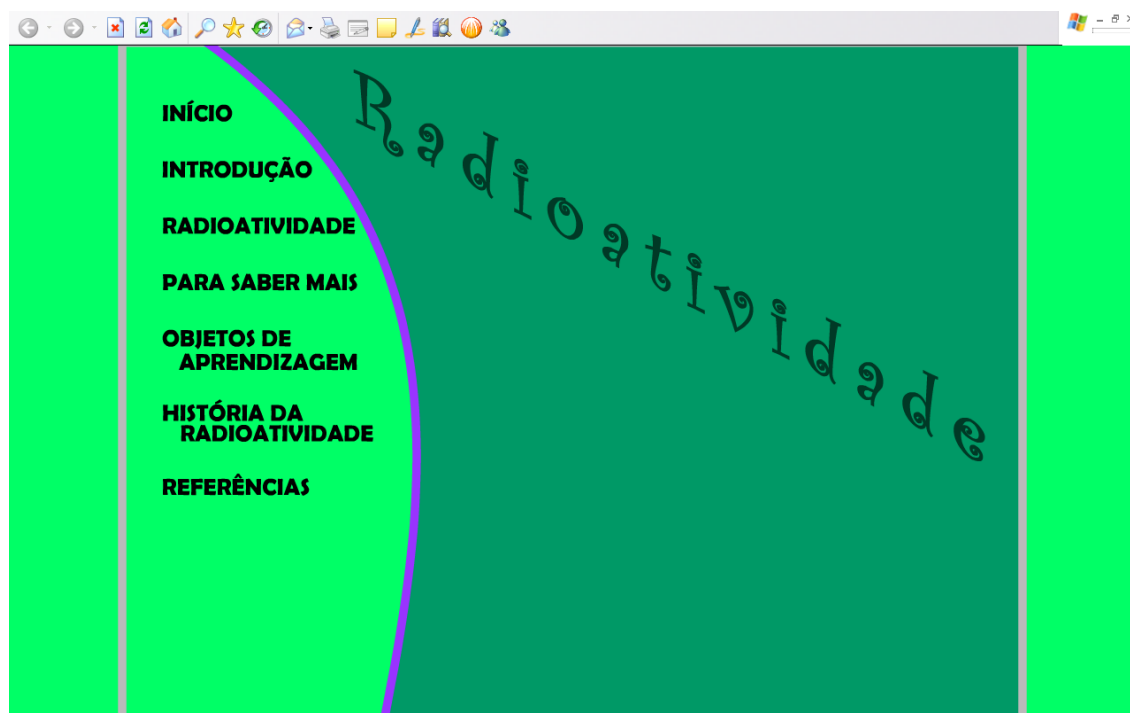 INÍCIO
INTRODUÇÃO
RADIOATIVIDADE
PARA SABER MAIS
OBJETOS DE
APRENDIZAGEM
HISTÓRIA DA
RADIOATIVIDADE
REFERÊNCIAS
Radioatividade